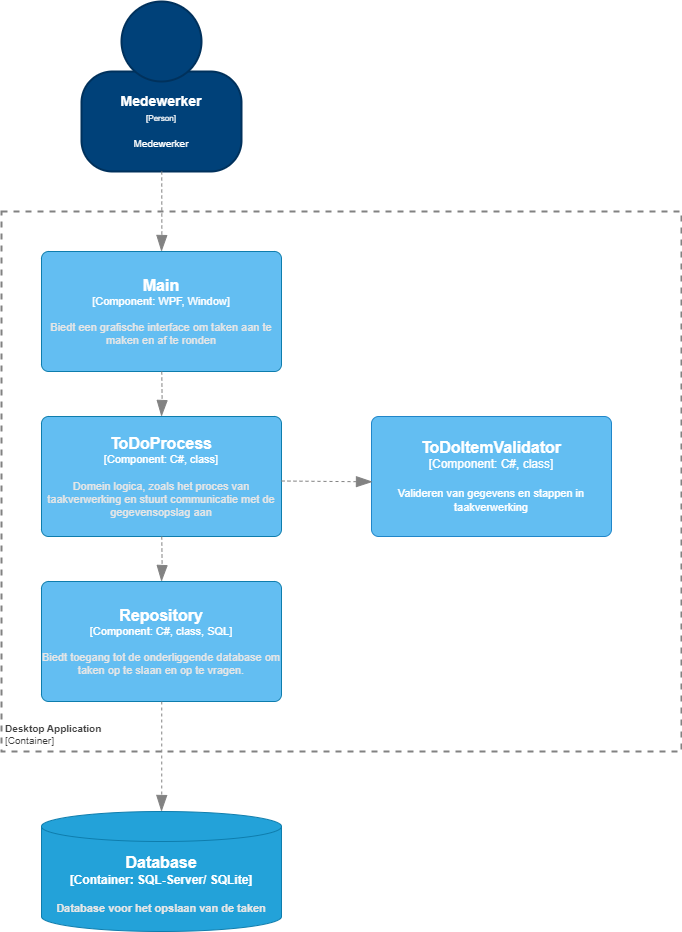 Medewerker
[Person]
Medewerker
Main
[Component: WPF, Window]
Biedt een grafische interface om taken aan te
maken en af te ronden
ToDoProcess
[Component: C#, class]
Domein logica, zoals het proces van
taakverwerking en stuurt communicatie met de
gegevensopslag aan
ToDoItemValidator
[Component: C#, class]
Valideren van gegevens en stappen in
taakverwerking
Repository
[Component: C#, class, SQL]
Biedt toegang tot de onderliggende database om
taken op te slaan en op te vragen.
Desktop Application
[Container]
Database
[Container: SQL-Server/ SQLite]
Database voor het opslaan van de taken